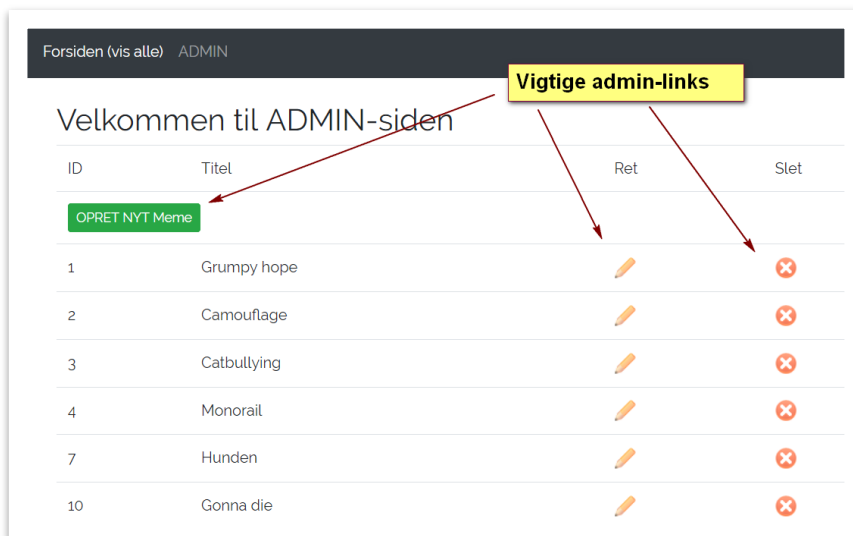 Forsiden (vis alle) ADMIN
Vigtige admin-links
Velkommen til ADMIN-siden
ID Titel Ret Slet
OPRET NYT Meme
1 Grumpy hope
2 Camouflage
3 Catbullying
4 Monorail
7 Hunden
10 Gonna die